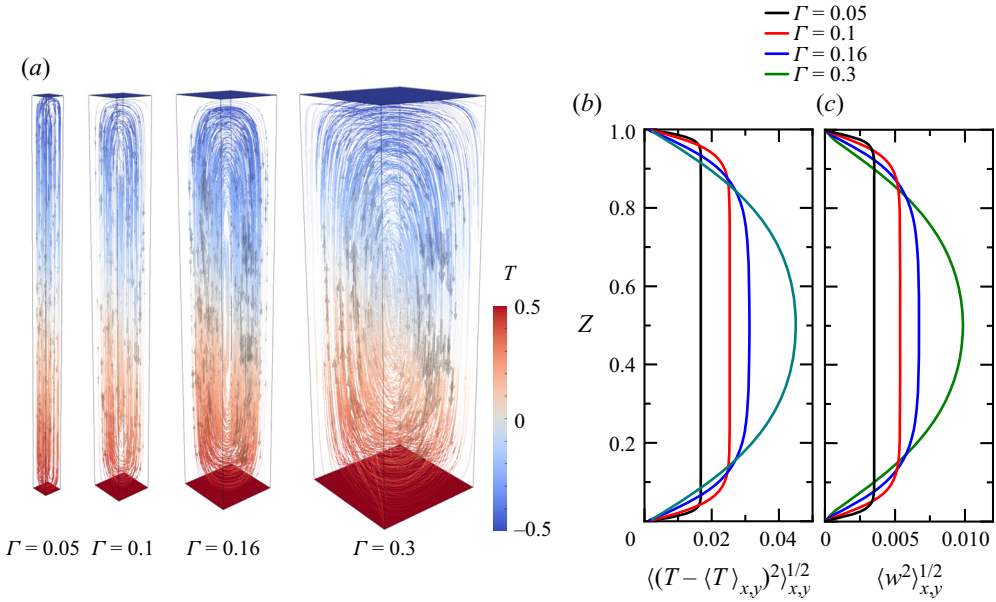 Γ = 0.05
Γ = 0.1
Γ = 0.16
Γ = 0.3
(a)
(b)
(c)
T
0.5
0
−0.5
Γ = 0.05
Γ = 0.1
Γ = 0.16
Γ = 0.3
Z
1.0
0.8
0.6
0.4
0.2
0
0.02
0.04
0
0.005
0.010
⟨(T − ⟨T⟩x,y)²⟩x,y^1/2
⟨w²⟩x,y^1/2